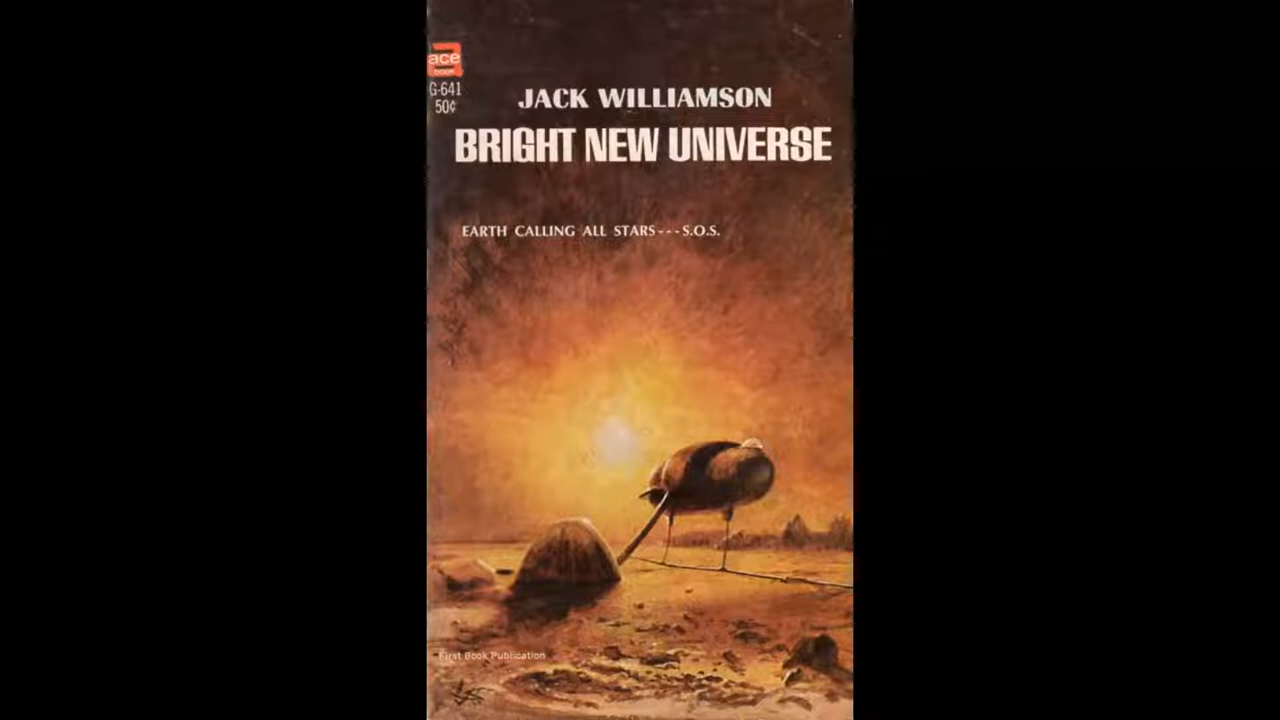 ace
BOOK
G-641
50¢
JACK WILLIAMSON
BRIGHT NEW UNIVERSE
EARTH CALLING ALL STARS---S.O.S.
First Book Publication